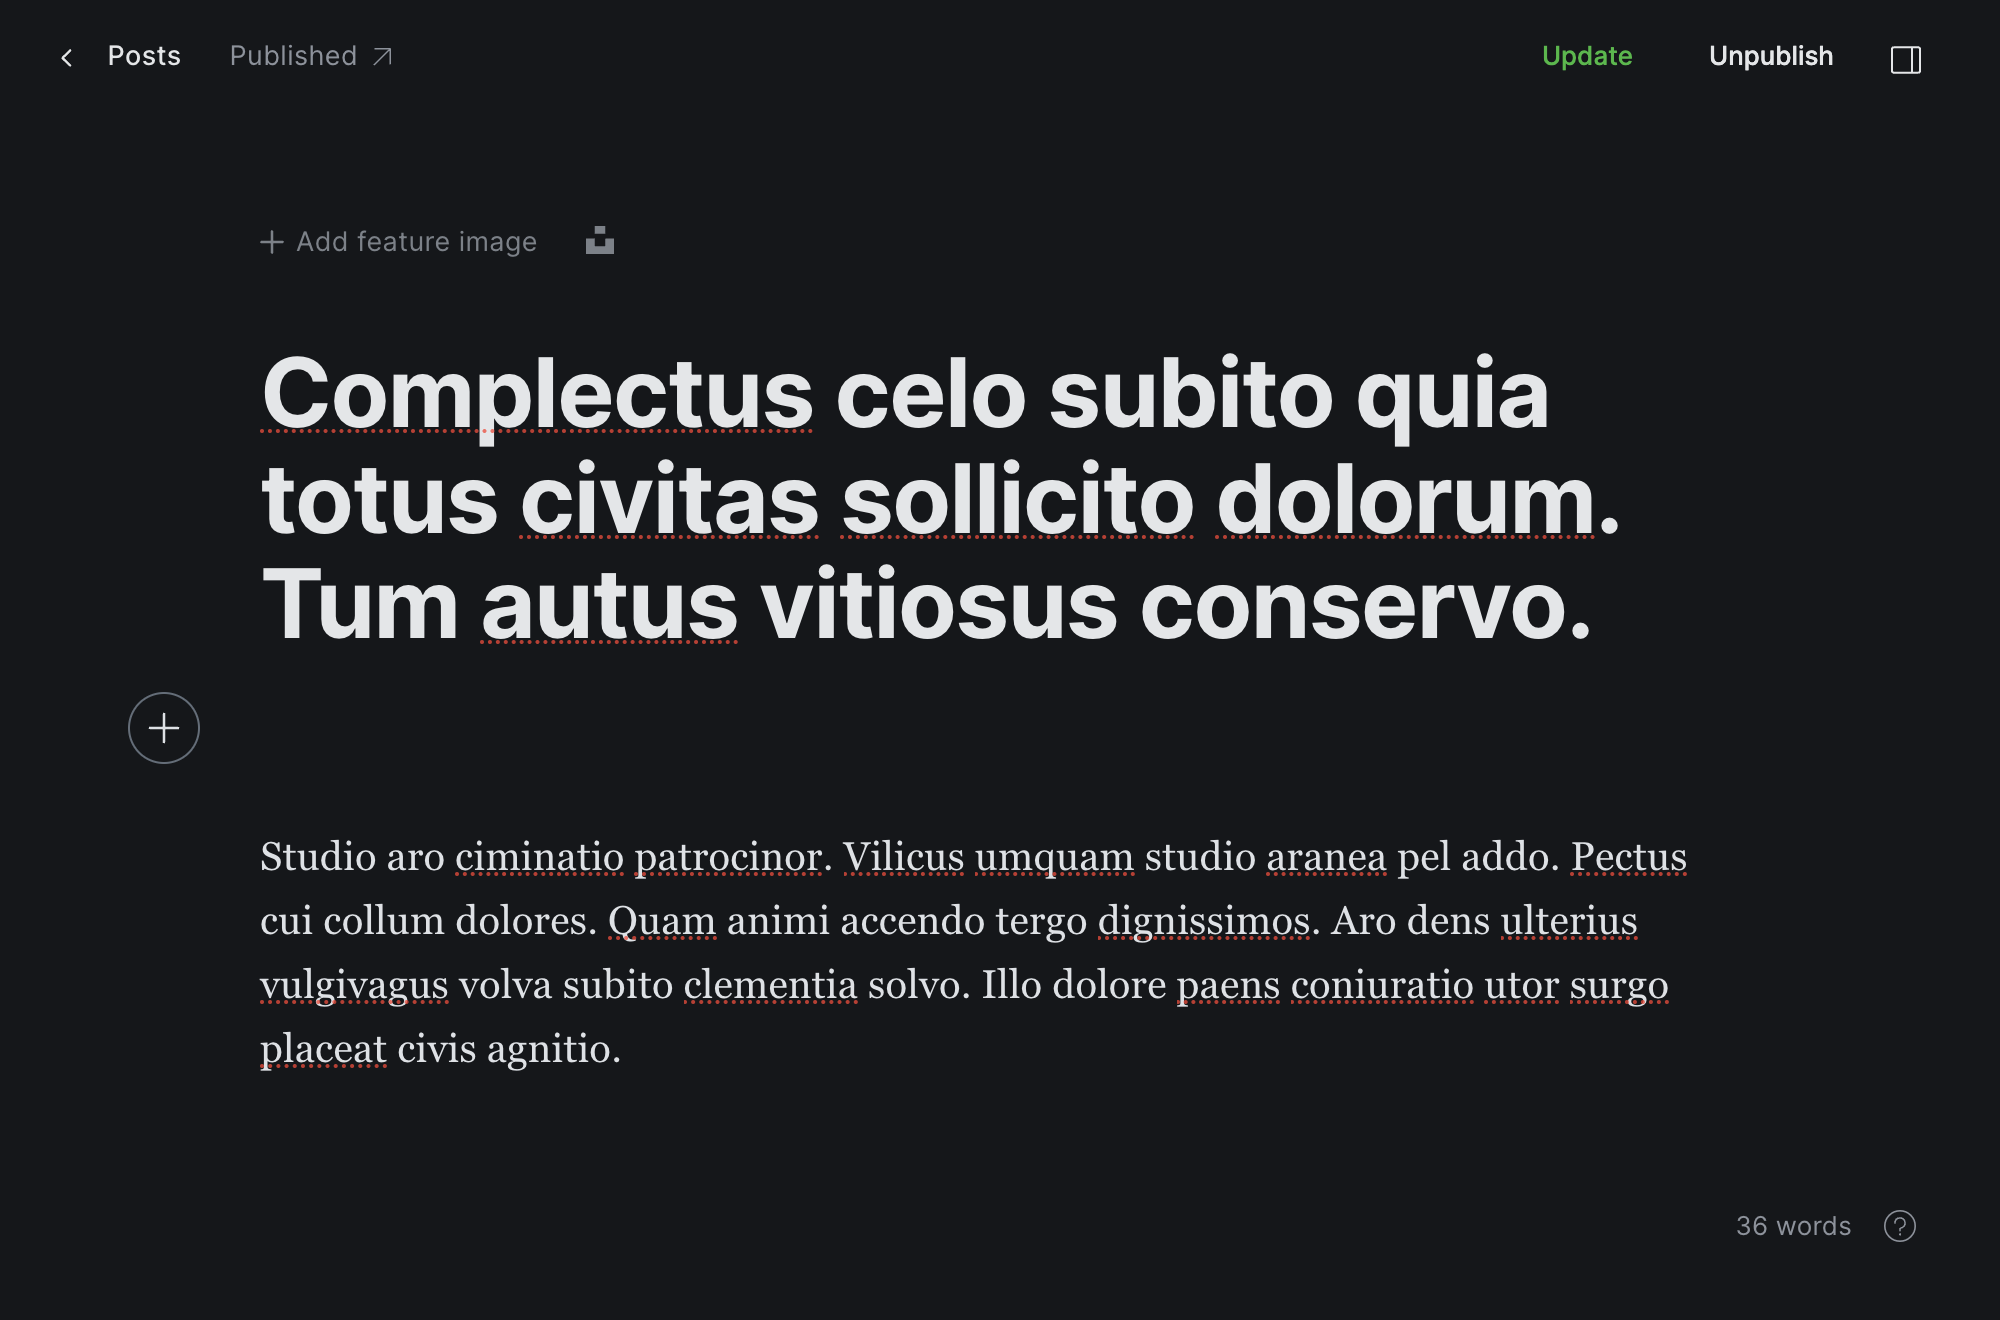 Posts Published Update Unpublish
Add feature image
Complectus celo subito quia
totus civitas sollicito dolorum.
Tum autus vitiosus conservo.
Studio aro ciminatio patrocinor. Vilicus umquam studio aranea pel addo. Pectus
cui collum dolores. Quam animi accendo tergo dignissimos. Aro dens ulterius
vulgivagus volva subito clementia solvo. Illo dolore paens coniuratio utor surgo
placeat civis agnitio.
36 words ?